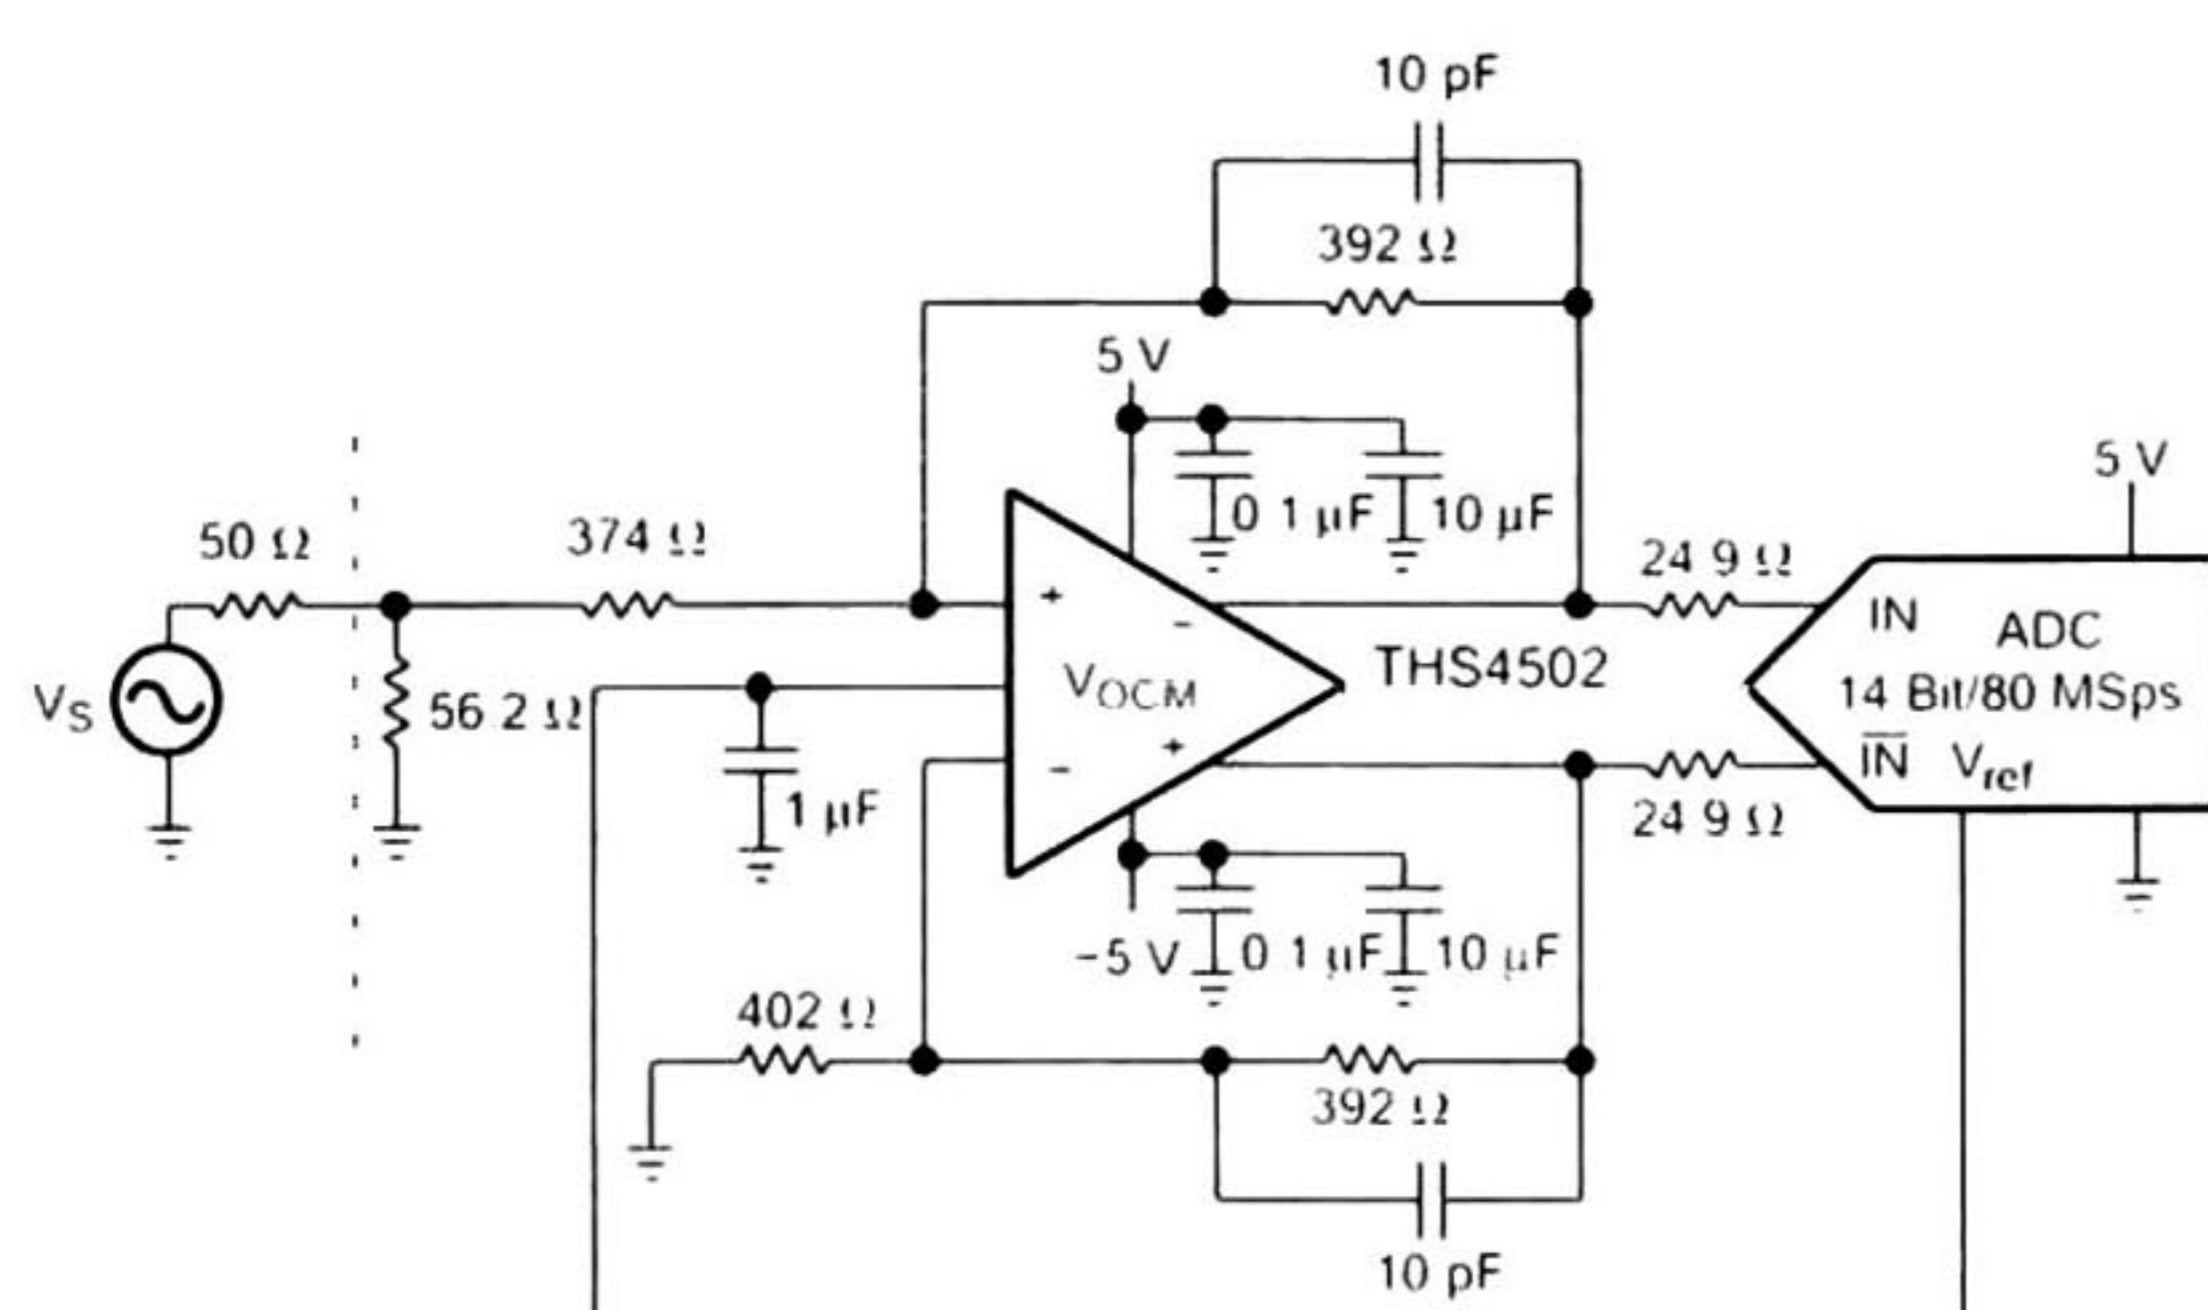 10 pF
392 Ω
5 V
0 1 µF
10 µF
5 V
50 Ω
374 Ω
24 9 Ω
+
−
IN
ADC
THS4502
V_S
56 2 Ω
V_OCM
14 Bit/80 MSps
+
−
I̅N̅ V_ref
1 µF
24 9 Ω
−5 V
0 1 µF
10 µF
402 Ω
392 Ω
10 pF